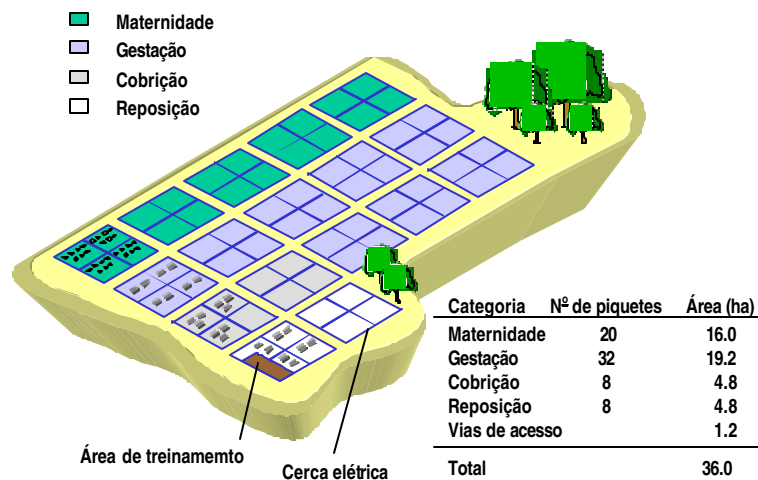 Maternidade
Gestação
Cobrição
Reposição
Categoria Nº de piquetes Área (ha)
Maternidade 20 16.0
Gestação 32 19.2
Cobrição 8 4.8
Reposição 8 4.8
Vias de acesso 1.2
Total 36.0
Área de treinamemto
Cerca elétrica